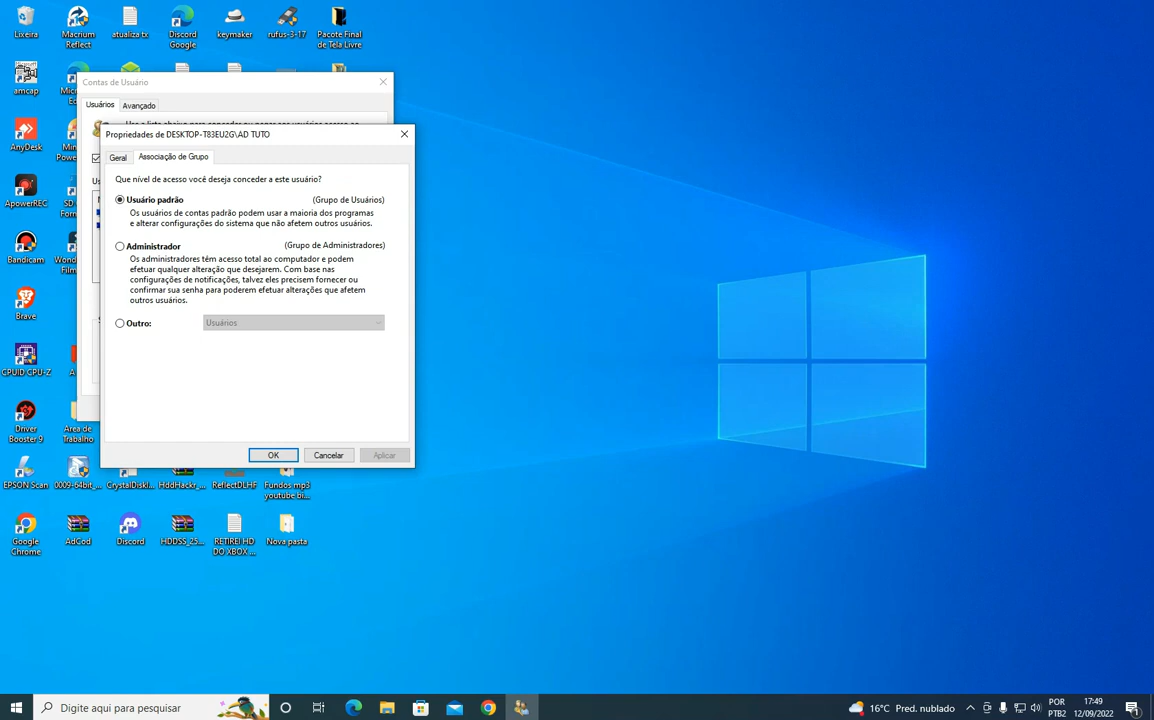 Lixeira
Macrium
Reflect
atualiza tx
Discord
Google
keymaker
rufus-3-17
Pacote Final
de Tela Livre
amcap
AnyDesk
ApowerREC
Bandicam
Brave
CPUID CPU-Z
Driver
Booster 9
Area de
Trabalho
EPSON Scan
0009-64bit_...
CrystalDiskI...
HddHackr_...
ReflectDLHF
Fundos mp3
youtube bi...
Google
Chrome
AdCod
Discord
HDDSS_25...
RETIREI HD
DO XBOX ...
Nova pasta
Contas de Usuário
Usuários
Avançado
Propriedades de DESKTOP-T83EU2G\AD TUTO
Geral
Associação de Grupo
Que nível de acesso você deseja conceder a este usuário?
Usuário padrão (Grupo de Usuários)
Os usuários de contas padrão podem usar a maioria dos programas
e alterar configurações do sistema que não afetem outros usuários.
Administrador (Grupo de Administradores)
Os administradores têm acesso total ao computador e podem
efetuar qualquer alteração que desejarem. Com base nas
configurações de notificações, talvez eles precisem fornecer ou
confirmar sua senha para poderem efetuar alterações que afetem
outros usuários.
Outro: Usuários
OK
Cancelar
Aplicar
Digite aqui para pesquisar
16°C Pred. nublado
POR
PTB2
17:49
12/09/2022
1